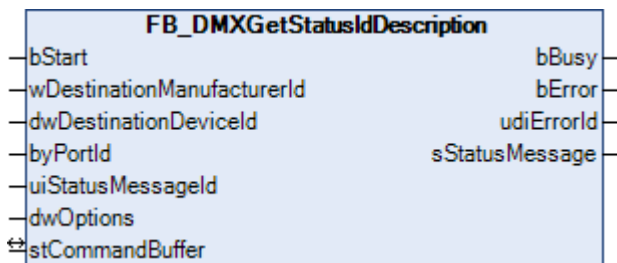 FB_DMXGetStatusIdDescription
bStart bBusy
wDestinationManufacturerId bError
dwDestinationDeviceId udiErrorId
byPortId sStatusMessage
uiStatusMessageId
dwOptions
stCommandBuffer